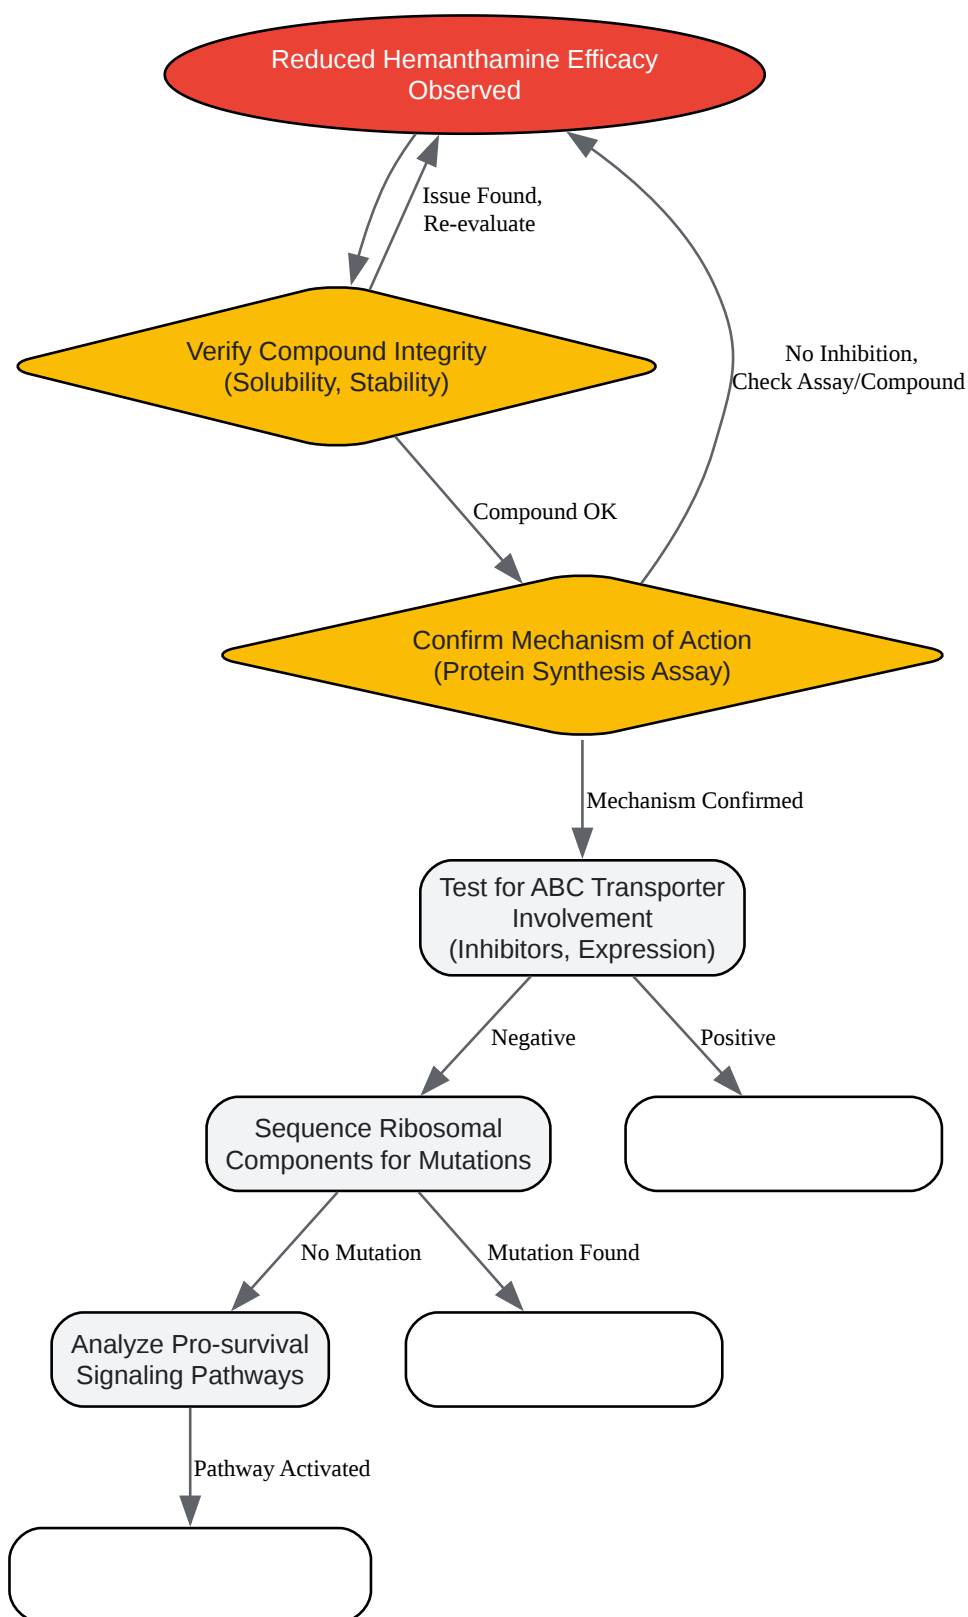 Reduced Hemanthamine Efficacy
Observed
Issue Found,
Re-evaluate
Verify Compound Integrity
(Solubility, Stability)
No Inhibition,
Check Assay/Compound
Compound OK
Confirm Mechanism of Action
(Protein Synthesis Assay)
Mechanism Confirmed
Test for ABC Transporter
Involvement
(Inhibitors, Expression)
Negative
Positive
Sequence Ribosomal
Components for Mutations
No Mutation
Mutation Found
Analyze Pro-survival
Signaling Pathways
Pathway Activated